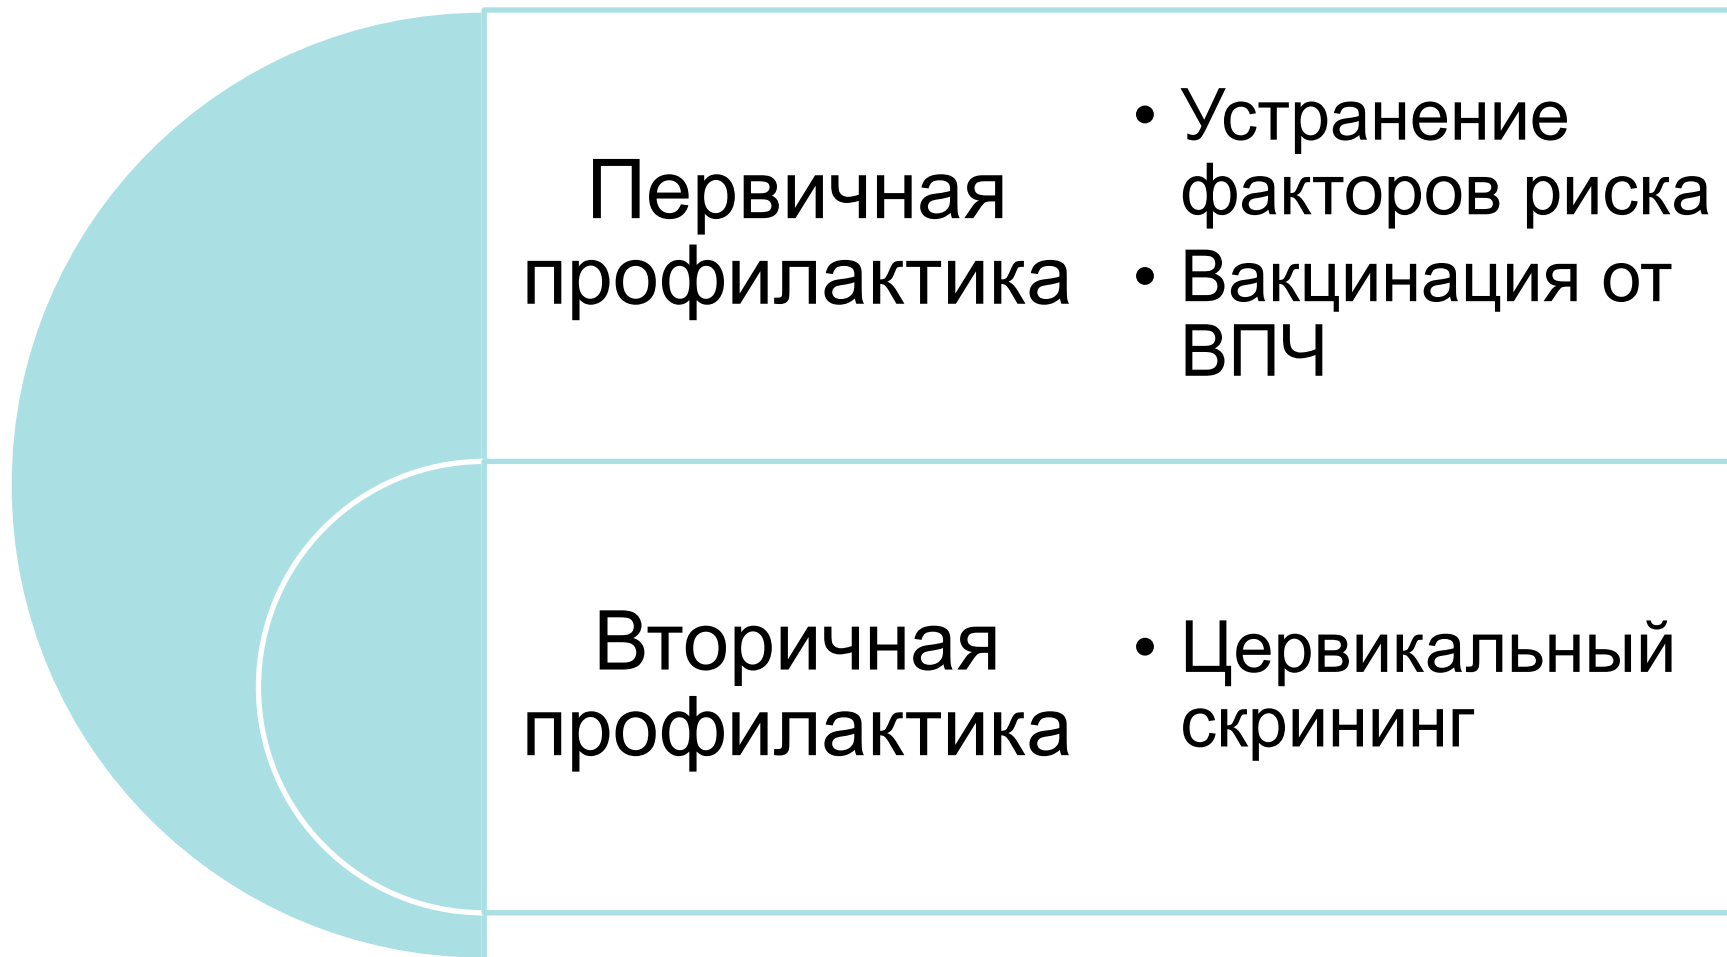 Первичная
профилактика
• Устранение
факторов риска
• Вакцинация от
ВПЧ
Вторичная
профилактика
• Цервикальный
скрининг